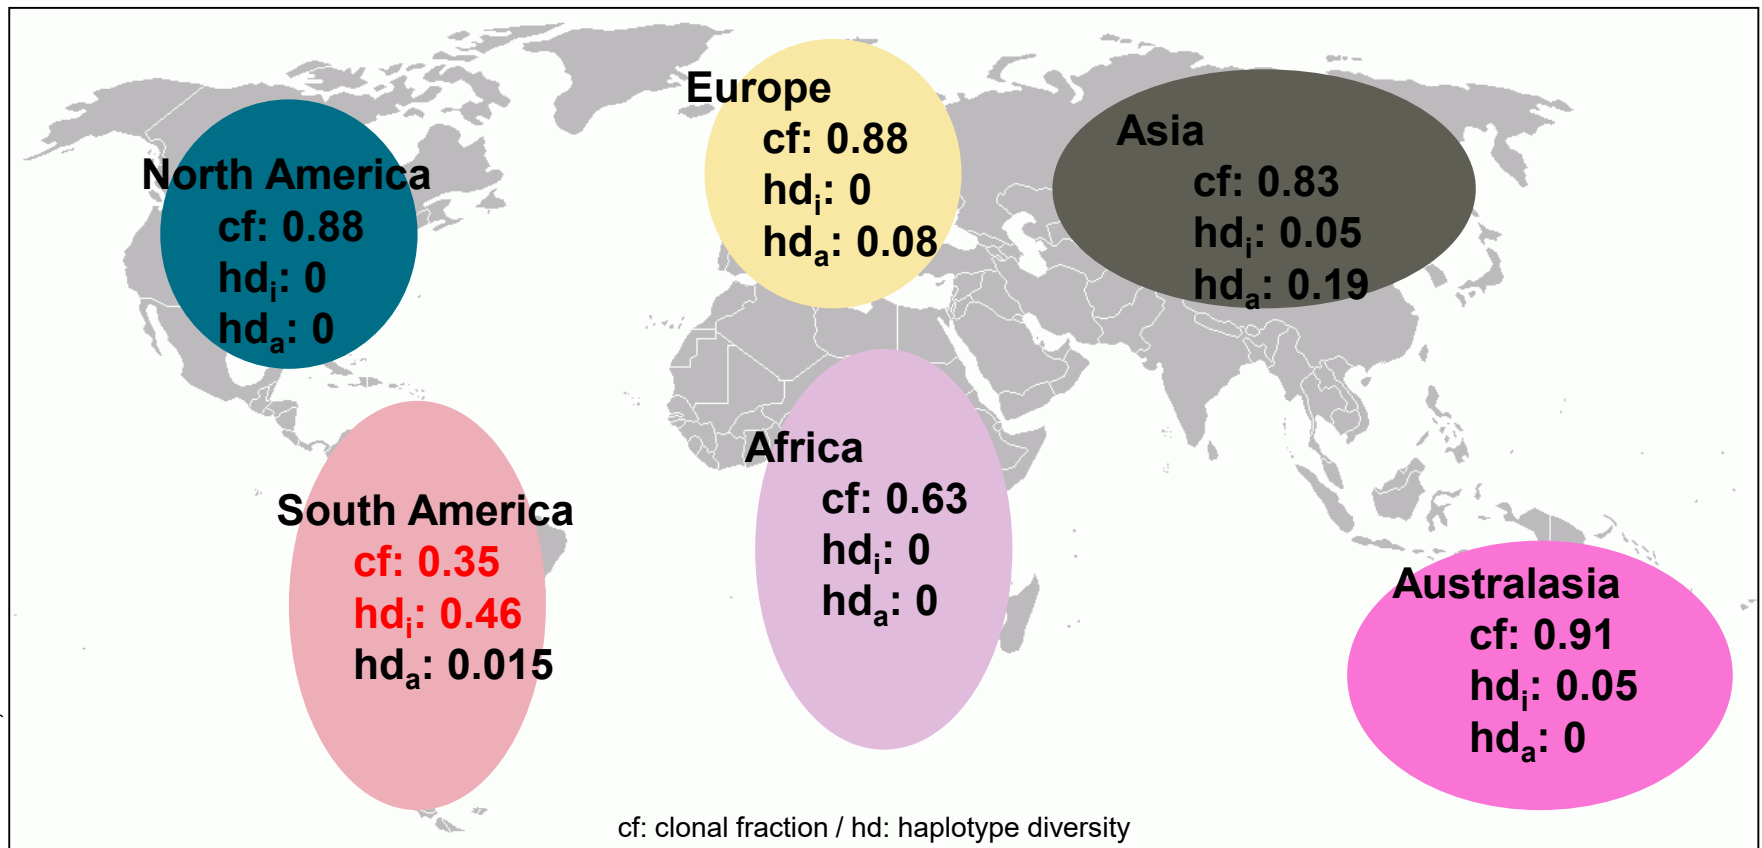 North America
cf: 0.88
hdi: 0
hda: 0
Europe
cf: 0.88
hdi: 0
hda: 0.08
Asia
cf: 0.83
hdi: 0.05
hda: 0.19
South America
cf: 0.35
hdi: 0.46
hda: 0.015
Africa
cf: 0.63
hdi: 0
hda: 0
Australasia
cf: 0.91
hdi: 0.05
hda: 0
cf: clonal fraction / hd: haplotype diversity